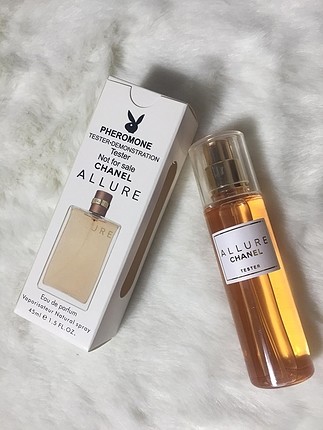 PHEROMONE
TESTER-DEMONSTRATION
Tester
Not for sale
CHANEL
ALLURE
URE
Eau de parfum
Vaporisateur Natural spray
45ml e 1.5 FL.OZ.
ALLURE
CHANEL
TESTER